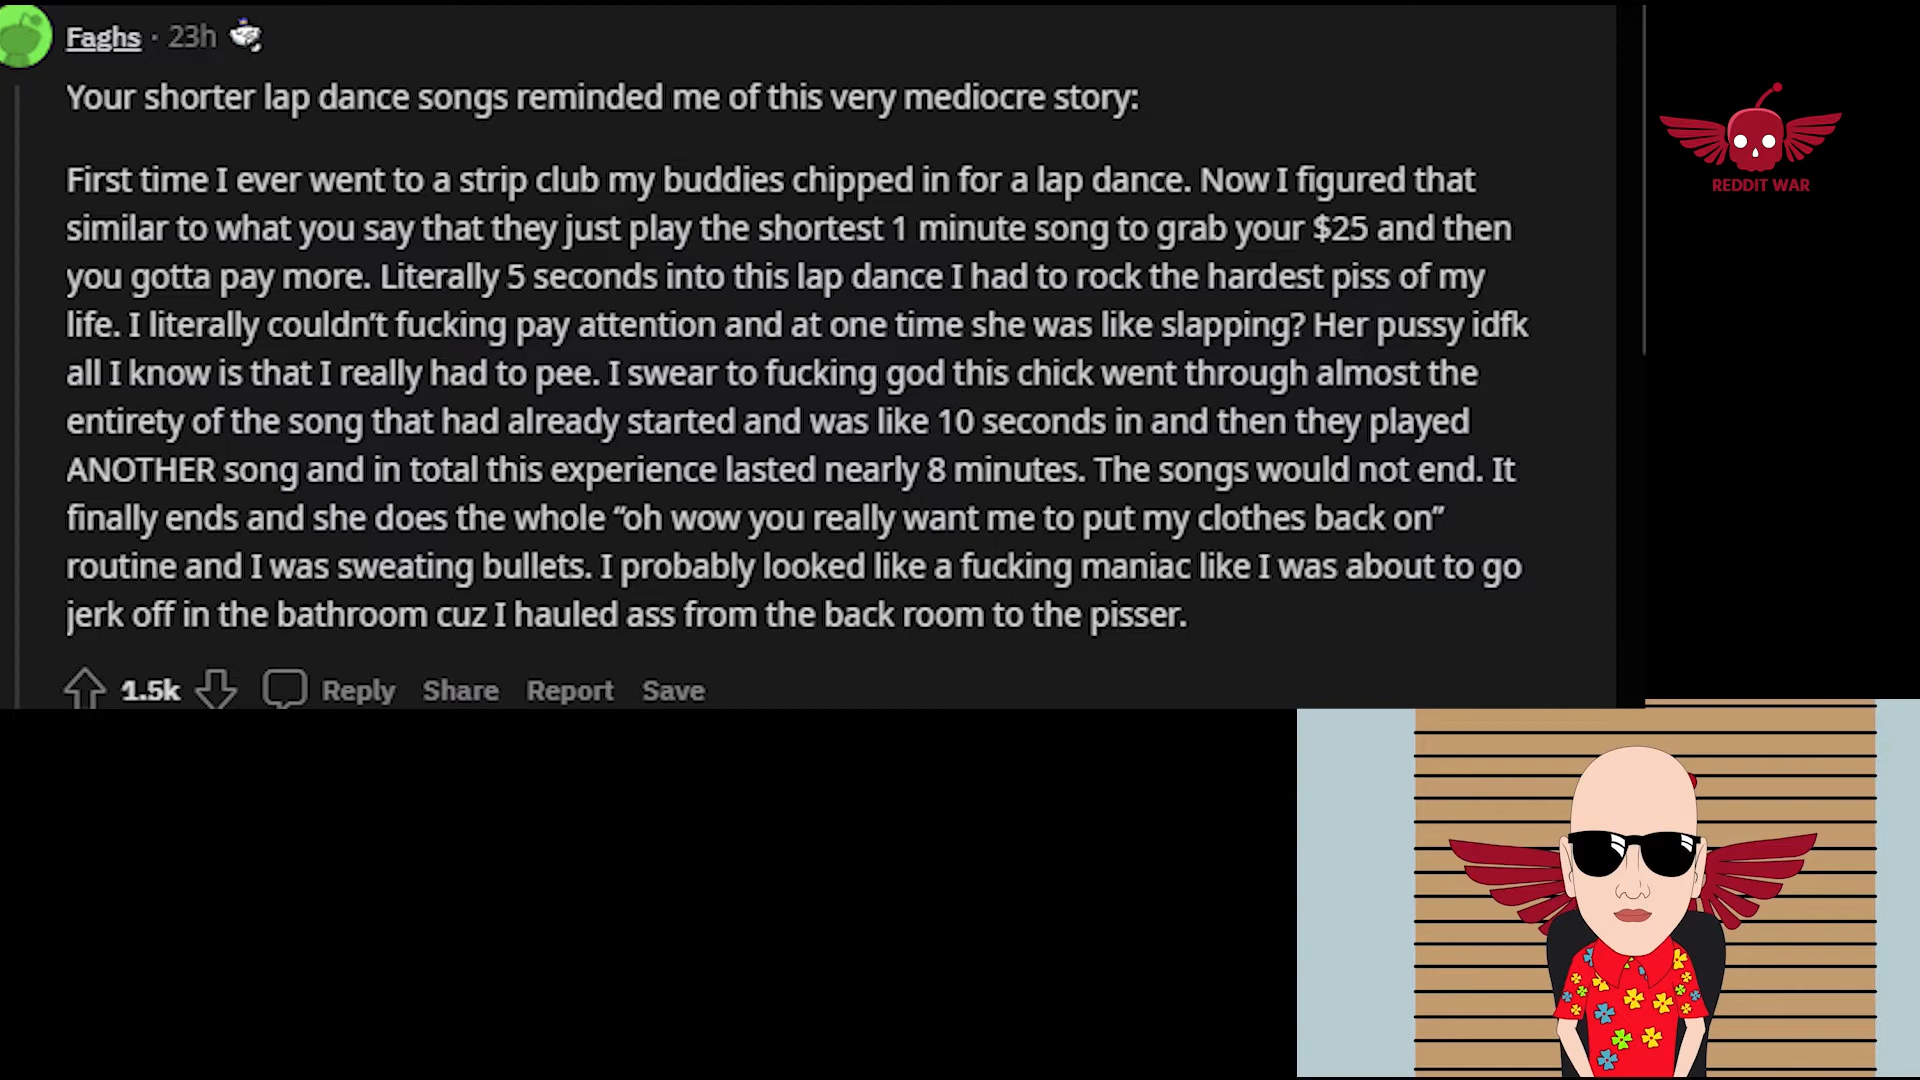 Faghs · 23h
Your shorter lap dance songs reminded me of this very mediocre story:
First time I ever went to a strip club my buddies chipped in for a lap dance. Now I figured that
similar to what you say that they just play the shortest 1 minute song to grab your $25 and then
you gotta pay more. Literally 5 seconds into this lap dance I had to rock the hardest piss of my
life. I literally couldn’t fucking pay attention and at one time she was like slapping? Her pussy idfk
all I know is that I really had to pee. I swear to fucking god this chick went through almost the
entirety of the song that had already started and was like 10 seconds in and then they played
ANOTHER song and in total this experience lasted nearly 8 minutes. The songs would not end. It
finally ends and she does the whole “oh wow you really want me to put my clothes back on”
routine and I was sweating bullets. I probably looked like a fucking maniac like I was about to go
jerk off in the bathroom cuz I hauled ass from the back room to the pisser.
1.5k Reply Share Report Save
REDDIT WAR